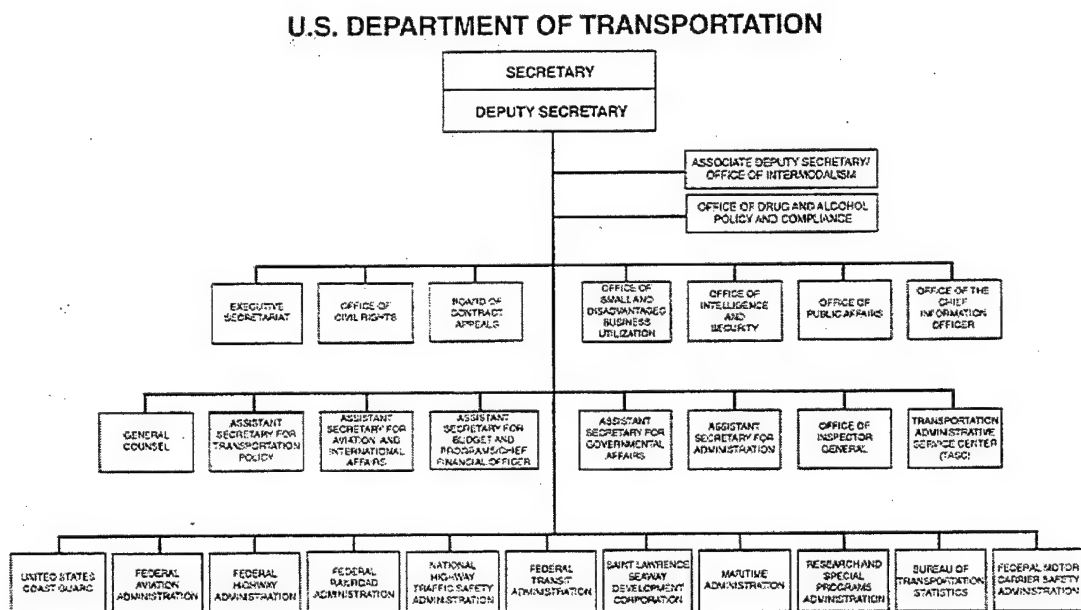 U.S. DEPARTMENT OF TRANSPORTATION
SECRETARY
DEPUTY SECRETARY
ASSOCIATE DEPUTY SECRETARY/
OFFICE OF INTERMODALISM
OFFICE OF DRUG AND ALCOHOL
POLICY AND COMPLIANCE
EXECUTIVE
SECRETARIAT
OFFICE OF
CIVIL RIGHTS
BOARD OF
CONTRACT
APPEALS
OFFICE OF
SMALL AND
DISADVANTAGED
BUSINESS
UTILIZATION
OFFICE OF
INTELLIGENCE
AND
SECURITY
OFFICE OF
PUBLIC AFFAIRS
OFFICE OF THE
CHIEF
INFORMATION
OFFICER
GENERAL
COUNSEL
ASSISTANT
SECRETARY FOR
TRANSPORTATION
POLICY
ASSISTANT
SECRETARY FOR
AVIATION AND
INTERNATIONAL
AFFAIRS
ASSISTANT
SECRETARY FOR
BUDGET AND
PROGRAMS/CHIEF
FINANCIAL OFFICER
ASSISTANT
SECRETARY FOR
GOVERNMENTAL
AFFAIRS
ASSISTANT
SECRETARY FOR
ADMINISTRATION
OFFICE OF
INSPECTOR
GENERAL
TRANSPORTATION
ADMINISTRATIVE
SERVICE CENTER
(TASC)
UNITED STATES
COAST GUARD
FEDERAL
AVIATION
ADMINISTRATION
FEDERAL
HIGHWAY
ADMINISTRATION
FEDERAL
RAILROAD
ADMINISTRATION
NATIONAL
HIGHWAY
TRAFFIC SAFETY
ADMINISTRATION
FEDERAL
TRANSIT
ADMINISTRATION
SAINT LAWRENCE
SEAWAY
DEVELOPMENT
CORPORATION
MARITIME
ADMINISTRATION
RESEARCH AND
SPECIAL
PROGRAMS
ADMINISTRATION
BUREAU OF
TRANSPORTATION
STATISTICS
FEDERAL MOTOR
CARRIER SAFETY
ADMINISTRATION